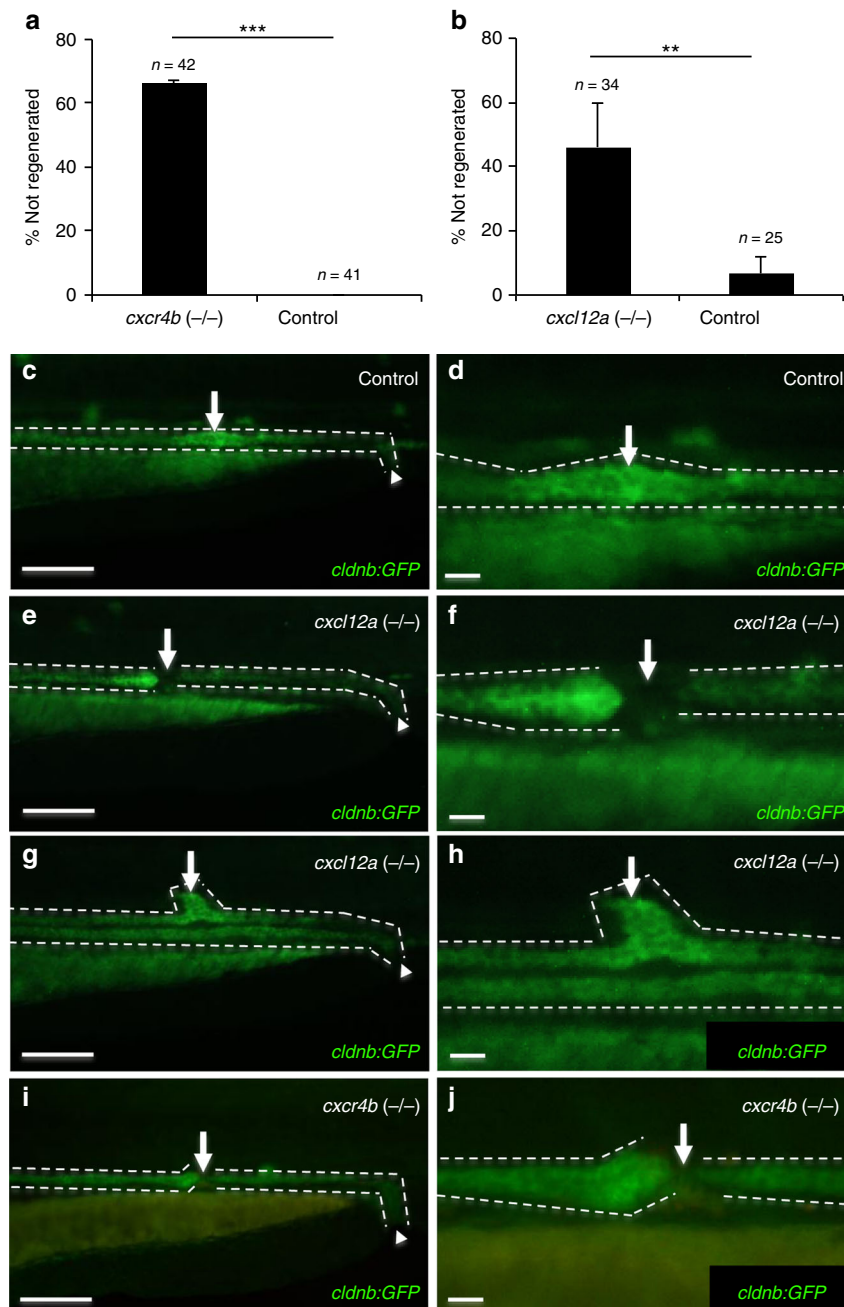 a
80
60
40
20
0
% Not regenerated
***
n = 42
n = 41
cxcr4b (–/–)
Control
b
80
60
40
20
0
% Not regenerated
**
n = 34
n = 25
cxcl12a (–/–)
Control
c
Control
cldnb:GFP
d
Control
cldnb:GFP
e
cxcl12a (–/–)
cldnb:GFP
f
cxcl12a (–/–)
cldnb:GFP
g
cxcl12a (–/–)
cldnb:GFP
h
cxcl12a (–/–)
cldnb:GFP
i
cxcr4b (–/–)
cldnb:GFP
j
cxcr4b (–/–)
cldnb:GFP